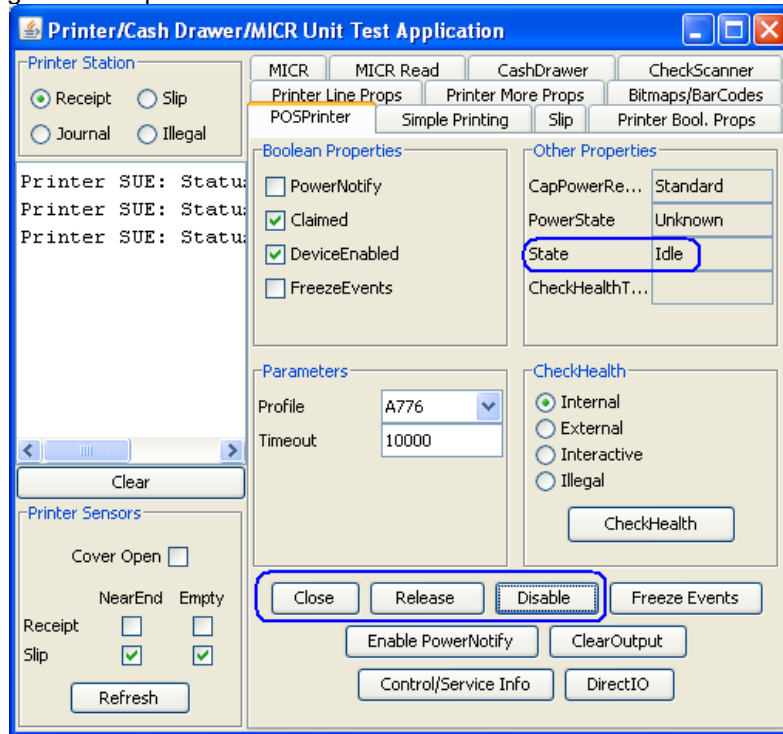 Printer/Cash Drawer/MICR Unit Test Application
Printer Station
Receipt Slip
Journal Illegal
Printer SUE: Statu
Printer SUE: Statu
Printer SUE: Statu
Clear
Printer Sensors
Cover Open
NearEnd Empty
Receipt
Slip
Refresh
MICR MICR Read CashDrawer CheckScanner
Printer Line Props Printer More Props Bitmaps/BarCodes
POSPrinter Simple Printing Slip Printer Bool. Props
Boolean Properties
PowerNotify
Claimed
DeviceEnabled
FreezeEvents
Other Properties
CapPowerRe... Standard
PowerState Unknown
State Idle
CheckHealthT...
Parameters
Profile A776
Timeout 10000
CheckHealth
Internal
External
Interactive
Illegal
CheckHealth
Close Release Disable Freeze Events
Enable PowerNotify ClearOutput
Control/Service Info DirectIO